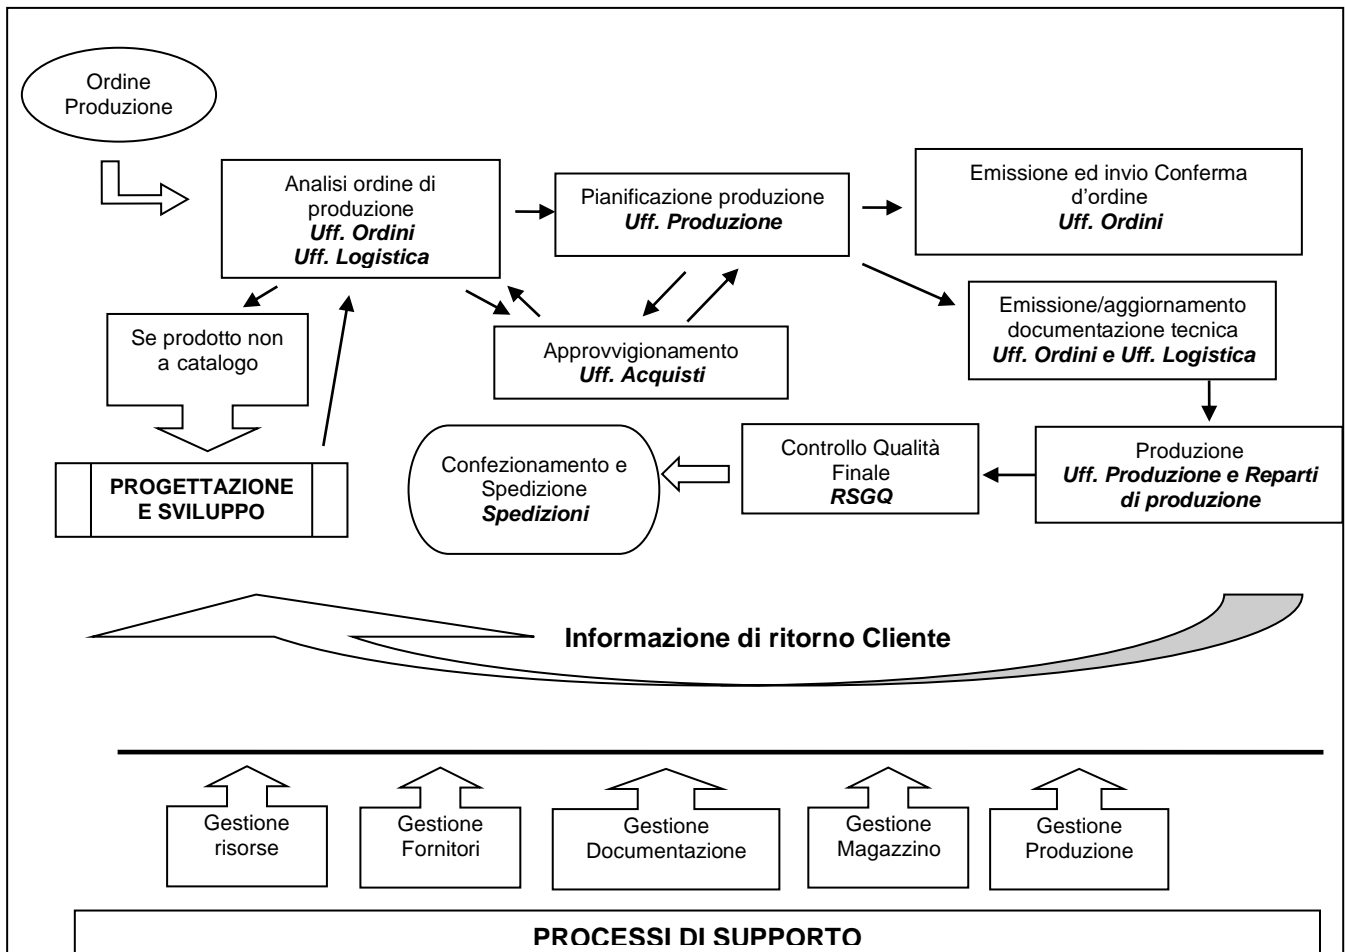 Ordine
Produzione
Analisi ordine di
produzione
Uff. Ordini
Uff. Logistica
Pianificazione produzione
Uff. Produzione
Emissione ed invio Conferma
d'ordine
Uff. Ordini
Se prodotto non
a catalogo
Approvvigionamento
Uff. Acquisti
Emissione/aggiornamento
documentazione tecnica
Uff. Ordini e Uff. Logistica
PROGETTAZIONE
E SVILUPPO
Confezionamento e
Spedizione
Spedizioni
Controllo Qualità
Finale
RSGQ
Produzione
Uff. Produzione e Reparti
di produzione
Informazione di ritorno Cliente
Gestione
risorse
Gestione
Fornitori
Gestione
Documentazione
Gestione
Magazzino
Gestione
Produzione
PROCESSI DI SUPPORTO